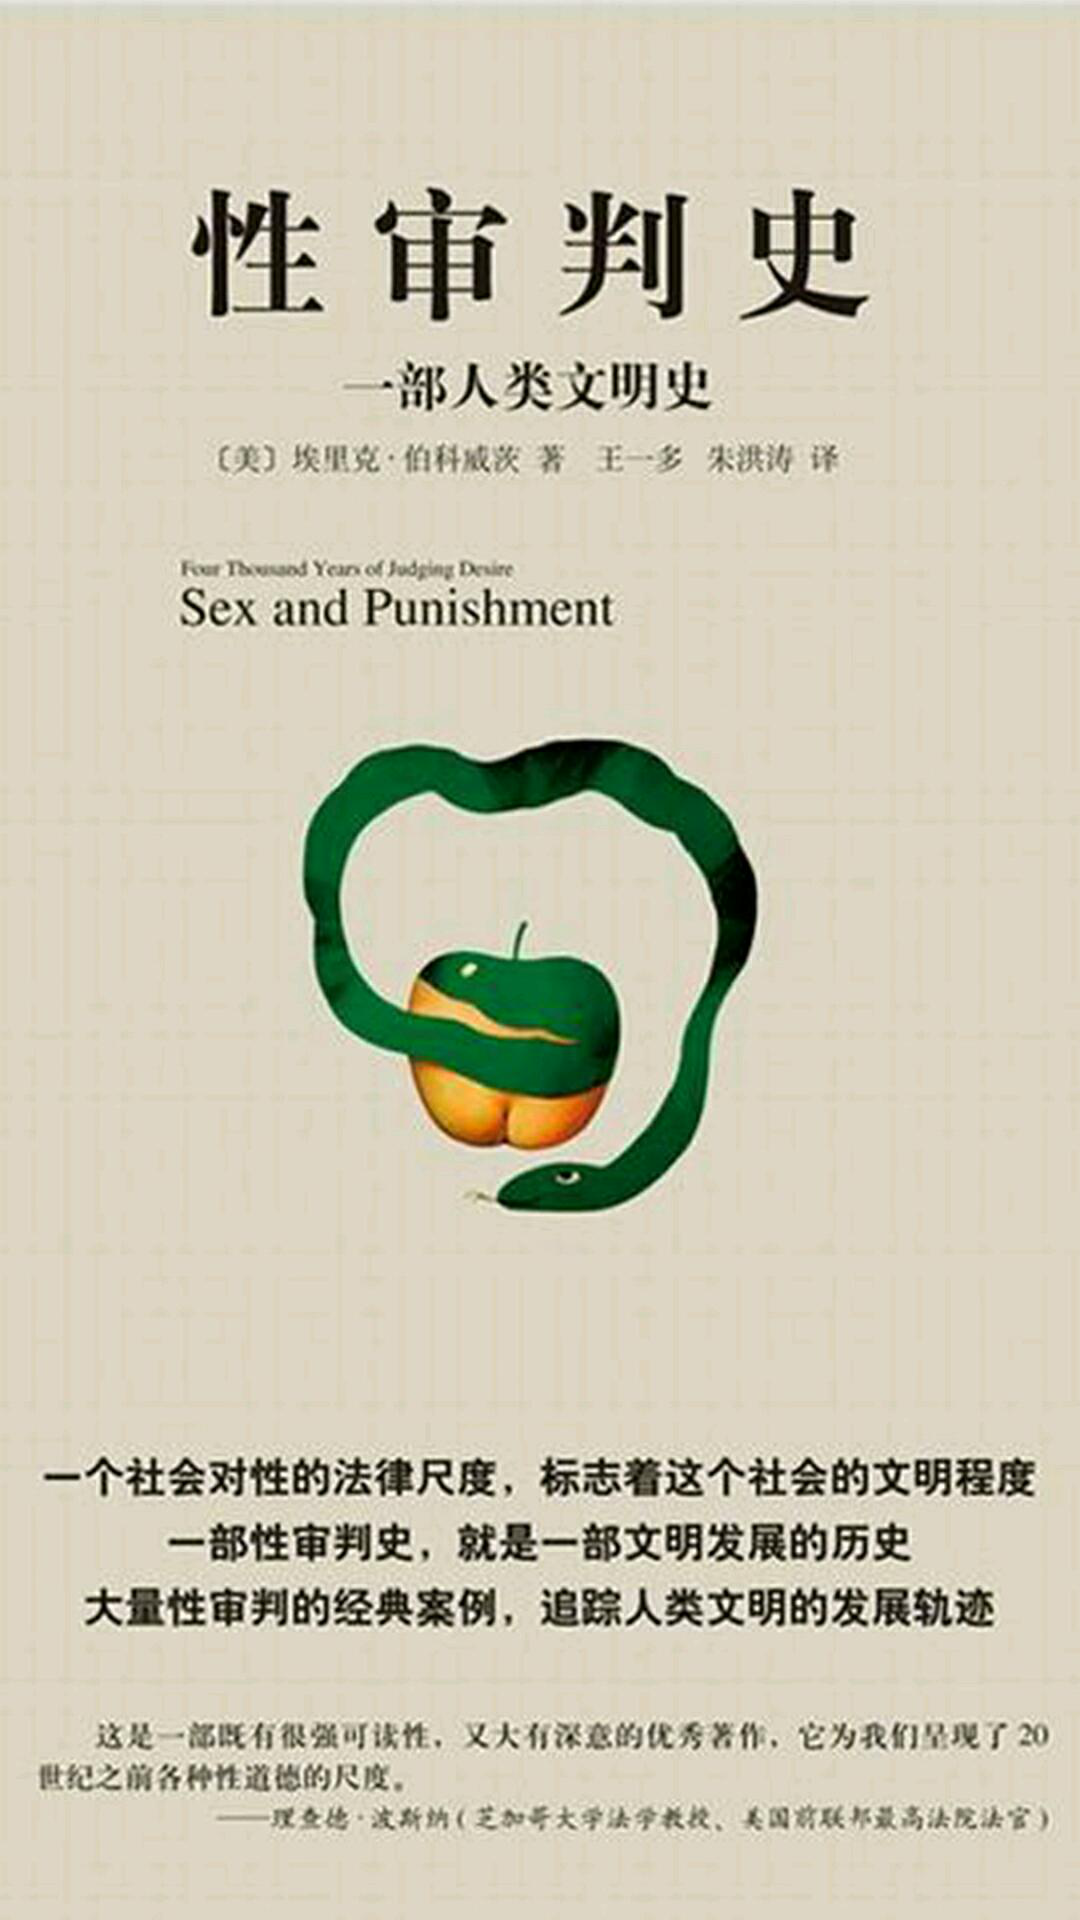 性审判史
一部人类文明史
〔美〕埃里克·伯科威茨 著 王一多 朱洪涛 译
Four Thousand Years of Judging Desire
Sex and Punishment
一个社会对性的法律尺度，标志着这个社会的文明程度
一部性审判史，就是一部文明发展的历史
大量性审判的经典案例，追踪人类文明的发展轨迹
这是一部既有很强可读性，又大有深意的优秀著作，它为我们呈现了 20
世纪之前各种性道德的尺度。
——理查德·波斯纳（芝加哥大学法学教授、美国前联邦最高法院法官）